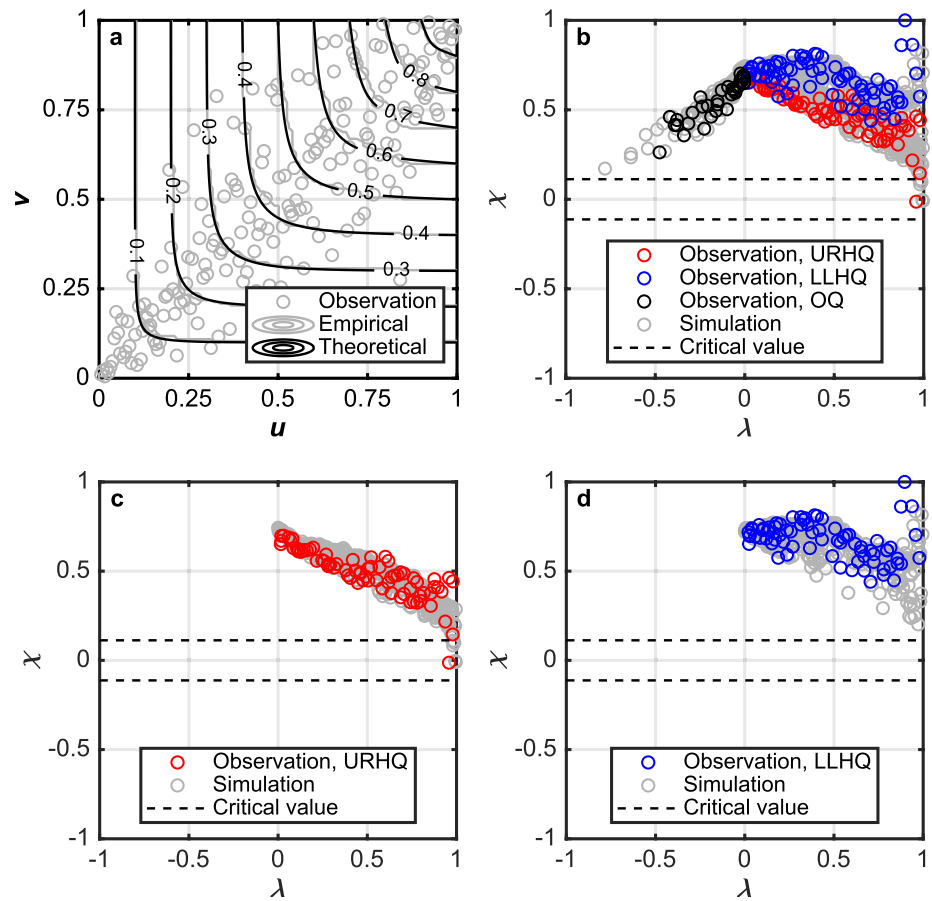 a
1
0.75
0.5
0.25
0
v
0.8
0.7
0.6
0.5
0.4
0.3
0.2
0.1
0.4
0.3
Observation
Empirical
Theoretical
0
0.25
0.5
0.75
1
u
b
1
0.5
0
-0.5
-1
χ
Observation, URHQ
Observation, LLHQ
Observation, OQ
Simulation
Critical value
-1
-0.5
0
0.5
1
λ
c
1
0.5
0
-0.5
-1
χ
Observation, URHQ
Simulation
Critical value
-1
-0.5
0
0.5
1
λ
d
1
0.5
0
-0.5
-1
χ
Observation, LLHQ
Simulation
Critical value
-1
-0.5
0
0.5
1
λ